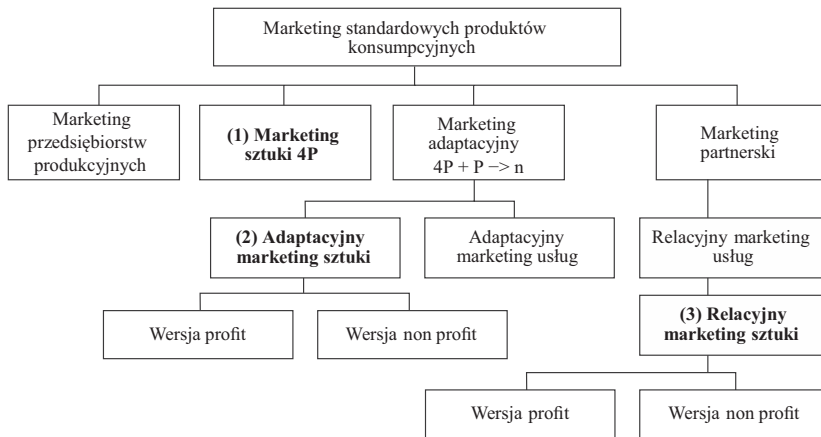 Marketing standardowych produktów
konsumpcyjnych
Marketing
przedsiębiorstw
produkcyjnych
(1) Marketing
sztuki 4P
Marketing
adaptacyjny
4P + P −> n
Marketing
partnerski
(2) Adaptacyjny
marketing sztuki
Adaptacyjny
marketing usług
Relacyjny marketing
usług
Wersja profit
Wersja non profit
(3) Relacyjny
marketing sztuki
Wersja profit
Wersja non profit